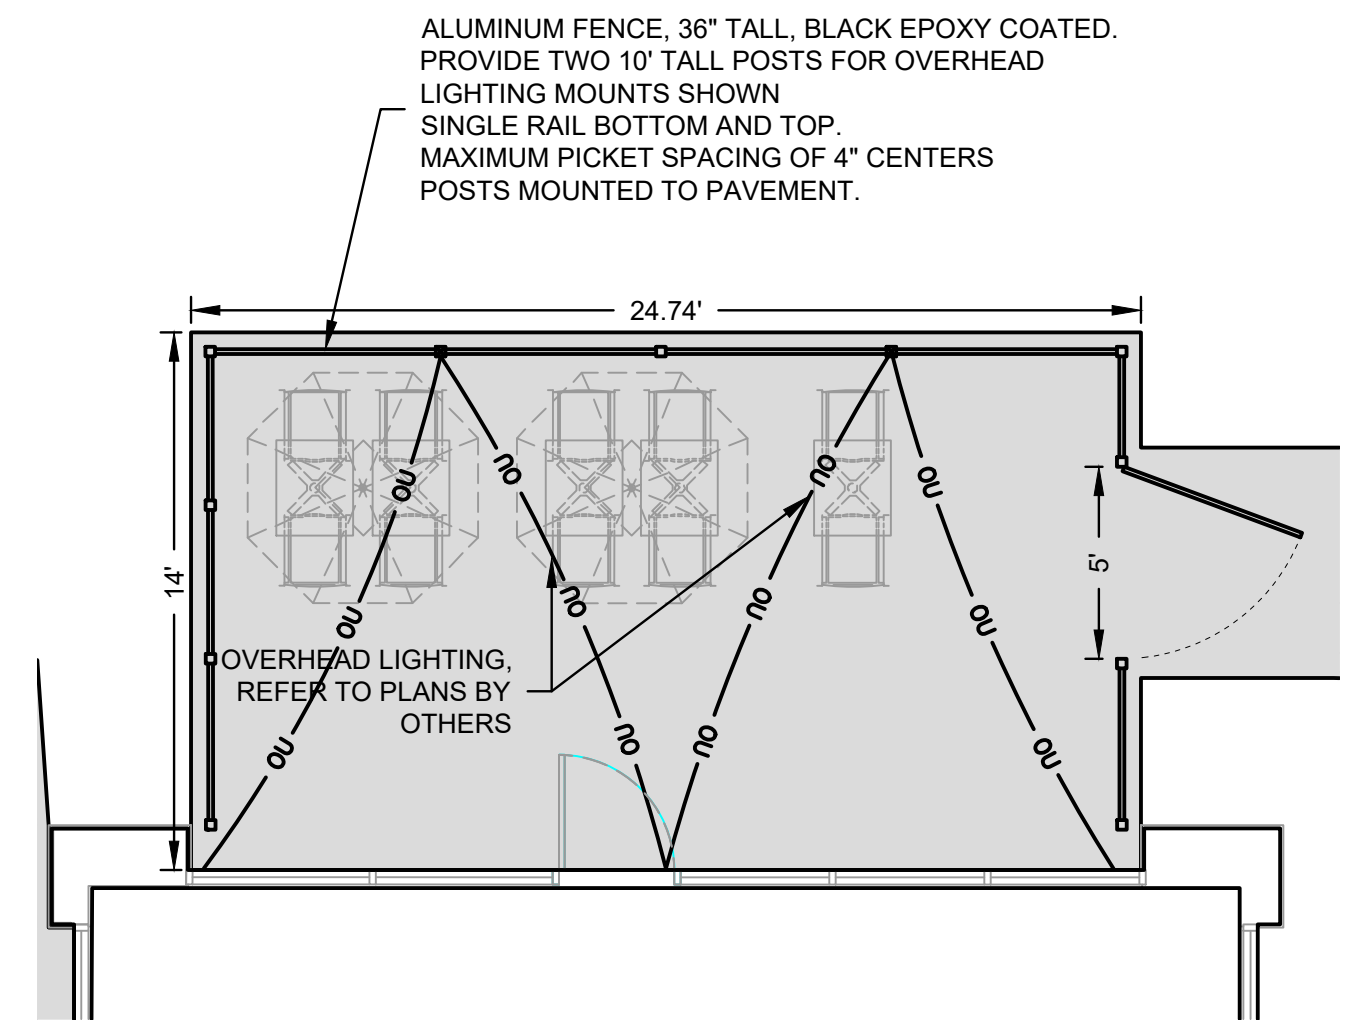 ALUMINUM FENCE, 36" TALL, BLACK EPOXY COATED.
PROVIDE TWO 10' TALL POSTS FOR OVERHEAD
LIGHTING MOUNTS SHOWN
SINGLE RAIL BOTTOM AND TOP.
MAXIMUM PICKET SPACING OF 4" CENTERS
POSTS MOUNTED TO PAVEMENT.
24.74'
OU
OU
OU
OU
5'
14'
OU
OU
OU
OU
OVERHEAD LIGHTING,
REFER TO PLANS BY
OTHERS
OU
OU
OU
OU